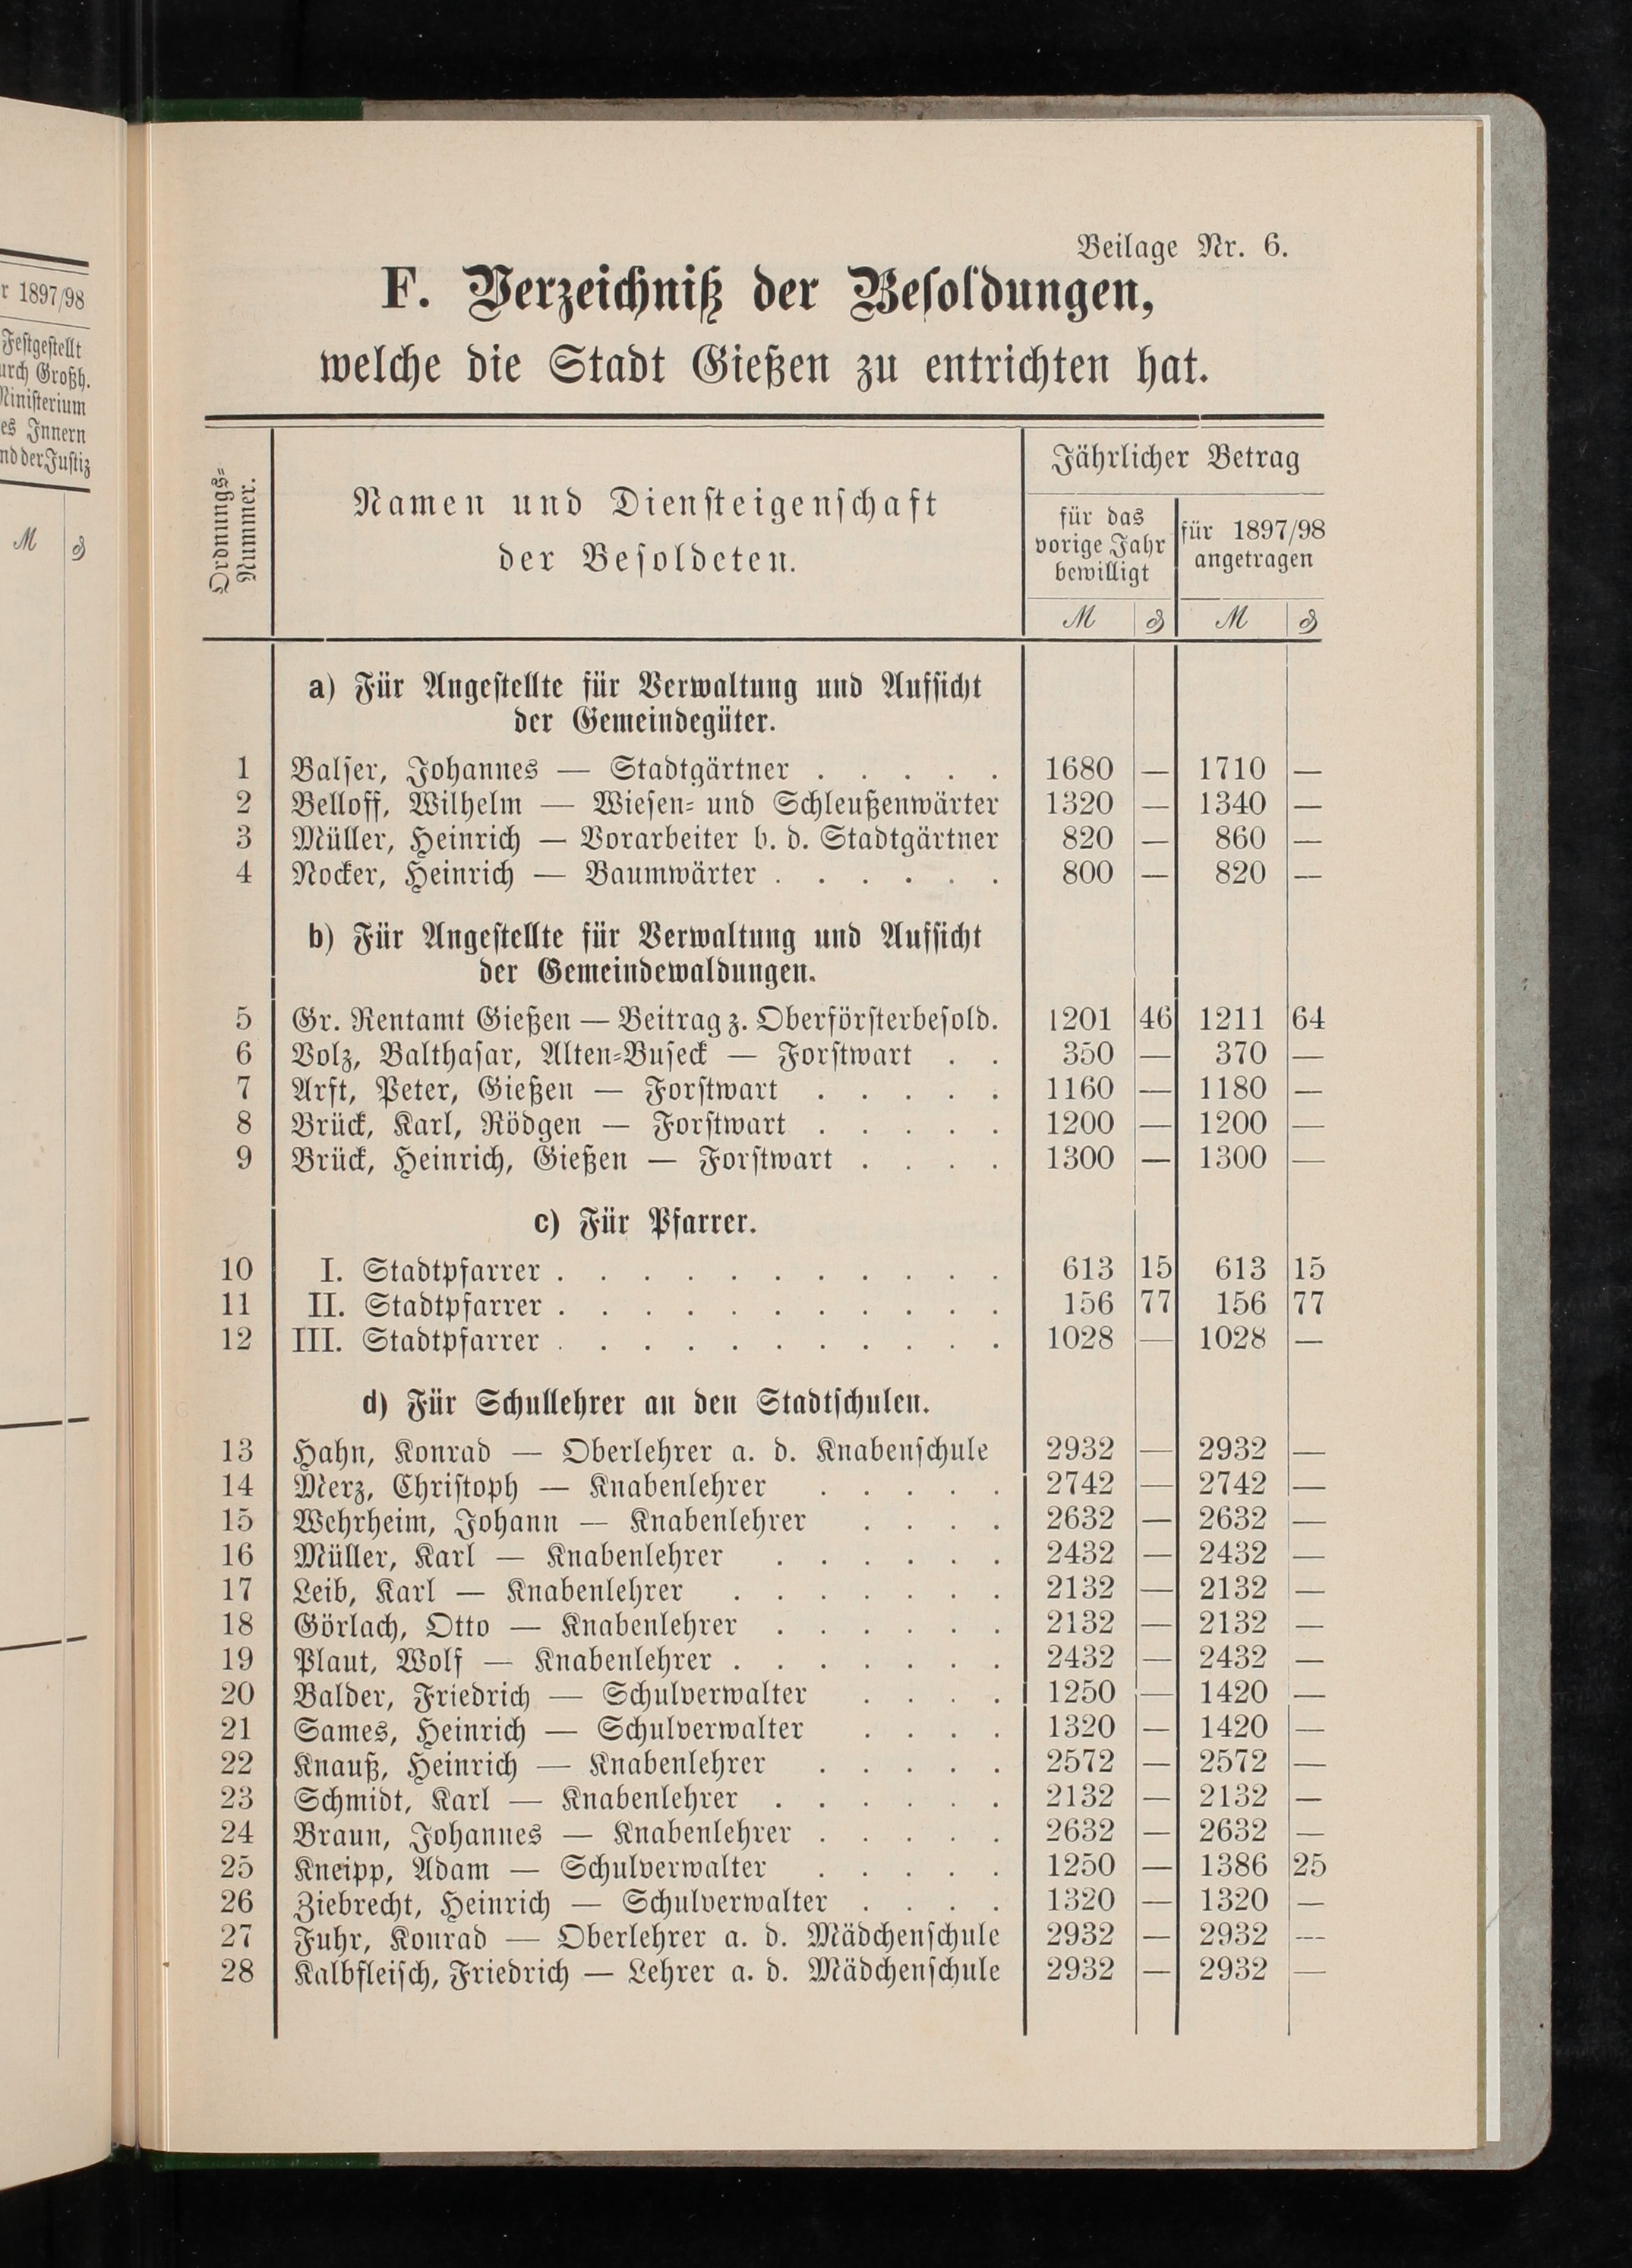 r 1897/98
Festgestellt
urch Großh.
Ministerium
es Innern
nd der Justiz
ℳ ₰
Beilage Nr. 6.
F. Verzeichniß der Besoldungen,
welche die Stadt Gießen zu entrichten hat.
Ordnungs-
Nummer.
Namen und Diensteigenschaft
der Besoldeten.
Jährlicher Betrag
für das
vorige Jahr
bewilligt
für 1897/98
angetragen
ℳ ₰ ℳ ₰
a) Für Angestellte für Verwaltung und Aufsicht
der Gemeindegüter.
1 Balser, Johannes — Stadtgärtner . . . . . 1680 — 1710 —
2 Belloff, Wilhelm — Wiesen- und Schleußenwärter 1320 — 1340 —
3 Müller, Heinrich — Vorarbeiter b. d. Stadtgärtner 820 — 860 —
4 Nocker, Heinrich — Baumwärter . . . . . . 800 — 820 —
b) Für Angestellte für Verwaltung und Aufsicht
der Gemeindewaldungen.
5 Gr. Rentamt Gießen — Beitrag z. Oberförsterbesold. 1201 46 1211 64
6 Volz, Balthasar, Alten-Buseck — Forstwart . . 350 — 370 —
7 Arft, Peter, Gießen — Forstwart . . . . . 1160 — 1180 —
8 Brück, Karl, Rödgen — Forstwart . . . . . 1200 — 1200 —
9 Brück, Heinrich, Gießen — Forstwart . . . . 1300 — 1300 —
c) Für Pfarrer.
10 I. Stadtpfarrer . . . . . . . . . . . 613 15 613 15
11 II. Stadtpfarrer . . . . . . . . . . . 156 77 156 77
12 III. Stadtpfarrer . . . . . . . . . . . 1028 — 1028 —
d) Für Schullehrer an den Stadtschulen.
13 Hahn, Konrad — Oberlehrer a. d. Knabenschule 2932 — 2932 —
14 Merz, Christoph — Knabenlehrer . . . . . 2742 — 2742 —
15 Wehrheim, Johann — Knabenlehrer . . . . 2632 — 2632 —
16 Müller, Karl — Knabenlehrer . . . . . . 2432 — 2432 —
17 Leib, Karl — Knabenlehrer . . . . . . . 2132 — 2132 —
18 Görlach, Otto — Knabenlehrer . . . . . . 2132 — 2132 —
19 Plaut, Wolf — Knabenlehrer . . . . . . . 2432 — 2432 —
20 Balder, Friedrich — Schulverwalter . . . . 1250 — 1420 —
21 Sames, Heinrich — Schulverwalter . . . . 1320 — 1420 —
22 Knauß, Heinrich — Knabenlehrer . . . . . 2572 — 2572 —
23 Schmidt, Karl — Knabenlehrer . . . . . . 2132 — 2132 —
24 Braun, Johannes — Knabenlehrer . . . . . 2632 — 2632 —
25 Kneipp, Adam — Schulverwalter . . . . . 1250 — 1386 25
26 Ziebrecht, Heinrich — Schulverwalter . . . . 1320 — 1320 —
27 Fuhr, Konrad — Oberlehrer a. d. Mädchenschule 2932 — 2932 —
28 Kalbfleisch, Friedrich — Lehrer a. d. Mädchenschule 2932 — 2932 —